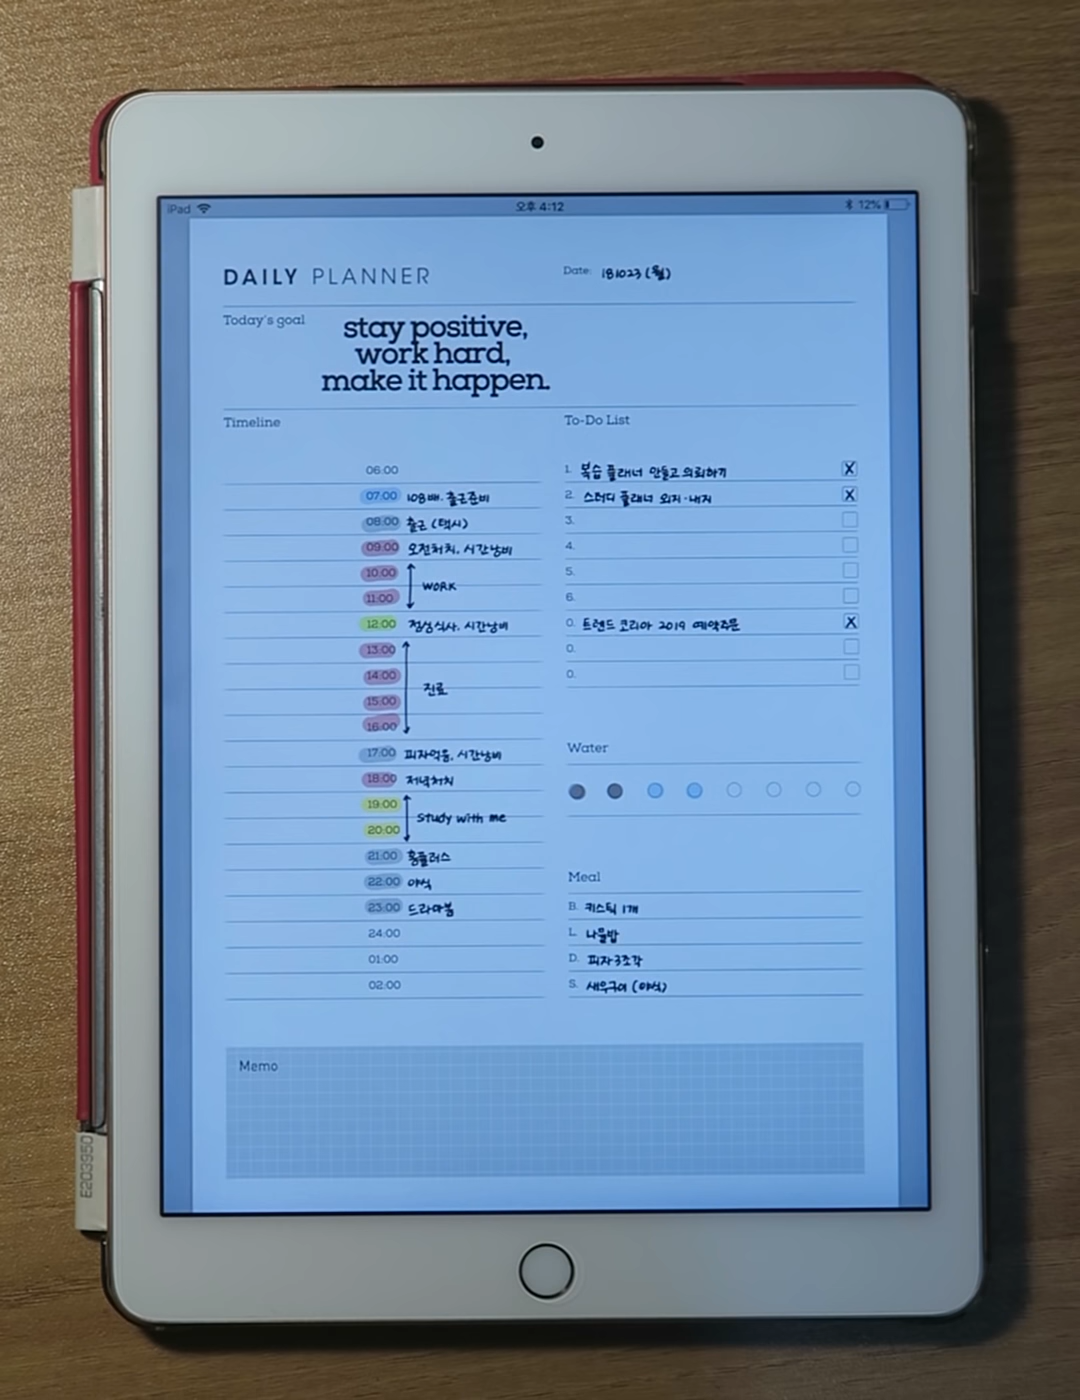 iPad 오후 4:12 12%
DAILY PLANNER
Date: 181023 (월)
Today's goal
stay positive,
work hard,
make it happen.
Timeline
06:00
07:00 108배. 출근준비
08:00 출근 (택시)
09:00 오전처치. 시간낭비
10:00
WORK
11:00
12:00 점심식사. 시간낭비
13:00
14:00
진료
15:00
16:00
17:00 피자먹음. 시간낭비
18:00 저녁처치
19:00
Study with me
20:00
21:00 홈플러스
22:00 야식
23:00 드라마봄
24:00
01:00
02:00
To-Do List
1. 복습 플래너 만들고 의뢰하기 X
2. 스터디 플래너 외지·내지 X
3.
4.
5.
6.
0. 트렌드 코리아 2019 예약주문 X
0.
0.
Water
Meal
B. 키스틱 1개
L. 나물밥
D. 피자 3조각
S. 새우구이 (야식)
Memo
E203950